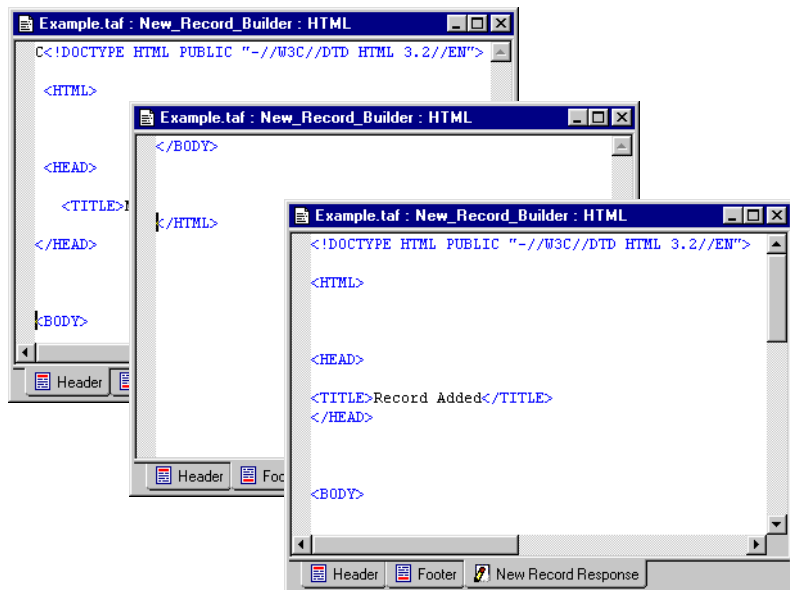 Example.taf : New_Record_Builder : HTML
C<!DOCTYPE HTML PUBLIC "-//W3C//DTD HTML 3.2//EN">
<HTML>
<HEAD>
<TITLE>
</HEAD>
<BODY>
Header
Example.taf : New_Record_Builder : HTML
</BODY>
</HTML>
Header Foo
Example.taf : New_Record_Builder : HTML
<!DOCTYPE HTML PUBLIC "-//W3C//DTD HTML 3.2//EN">
<HTML>
<HEAD>
<TITLE>Record Added</TITLE>
</HEAD>
<BODY>
Header Footer New Record Response